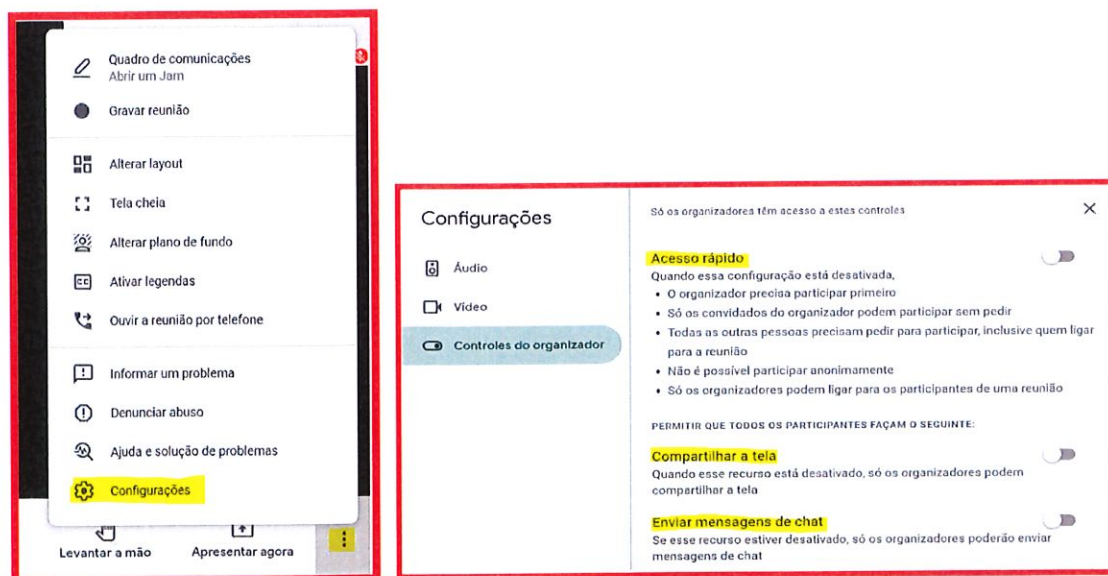 Quadro de comunicações
Abrir um Jam
Gravar reunião
Alterar layout
Tela cheia
Alterar plano de fundo
CC Ativar legendas
Ouvir a reunião por telefone
Informar um problema
Denunciar abuso
Ajuda e solução de problemas
Configurações
Levantar a mão
Apresentar agora
Configurações
Áudio
Vídeo
Controles do organizador
Só os organizadores têm acesso a estes controles
Acesso rápido
Quando essa configuração está desativada,
• O organizador precisa participar primeiro
• Só os convidados do organizador podem participar sem pedir
• Todas as outras pessoas precisam pedir para participar, inclusive quem ligar
para a reunião
• Não é possível participar anonimamente
• Só os organizadores podem ligar para os participantes de uma reunião
PERMITIR QUE TODOS OS PARTICIPANTES FAÇAM O SEGUINTE:
Compartilhar a tela
Quando esse recurso está desativado, só os organizadores podem
compartilhar a tela
Enviar mensagens de chat
Se esse recurso estiver desativado, só os organizadores poderão enviar
mensagens de chat